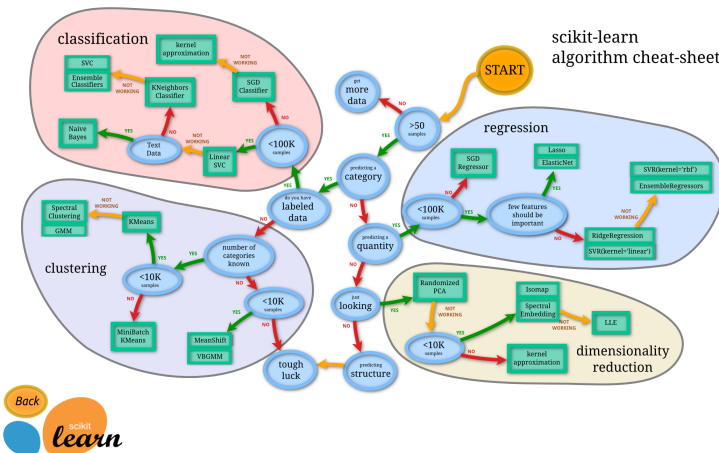 scikit-learn
algorithm cheat-sheet
START
get
more
data
NO
>50
samples
YES
predicting a
category
YES
NO
do you have
labeled
data
YES
NO
classification
kernel
approximation
NOT
WORKING
SGD
Classifier
NO
<100K
samples
YES
Linear
SVC
NOT
WORKING
Text
Data
YES
NO
Naive
Bayes
KNeighbors
Classifier
NOT
WORKING
SVC
Ensemble
Classifiers
regression
predicting a
quantity
YES
NO
<100K
samples
NO
YES
SGD
Regressor
few features
should be
important
YES
NO
Lasso
ElasticNet
RidgeRegression
SVR(kernel='linear')
NOT
WORKING
SVR(kernel='rbf')
EnsembleRegressors
clustering
number of
categories
known
YES
NO
<10K
samples
YES
NO
KMeans
NOT
WORKING
Spectral
Clustering
GMM
MiniBatch
KMeans
<10K
samples
YES
NO
MeanShift
VBGMM
tough
luck
just
looking
YES
NO
predicting
structure
dimensionality
reduction
Randomized
PCA
NOT
WORKING
<10K
samples
YES
NO
Isomap
Spectral
Embedding
NOT
WORKING
LLE
kernel
approximation
Back
scikit
learn